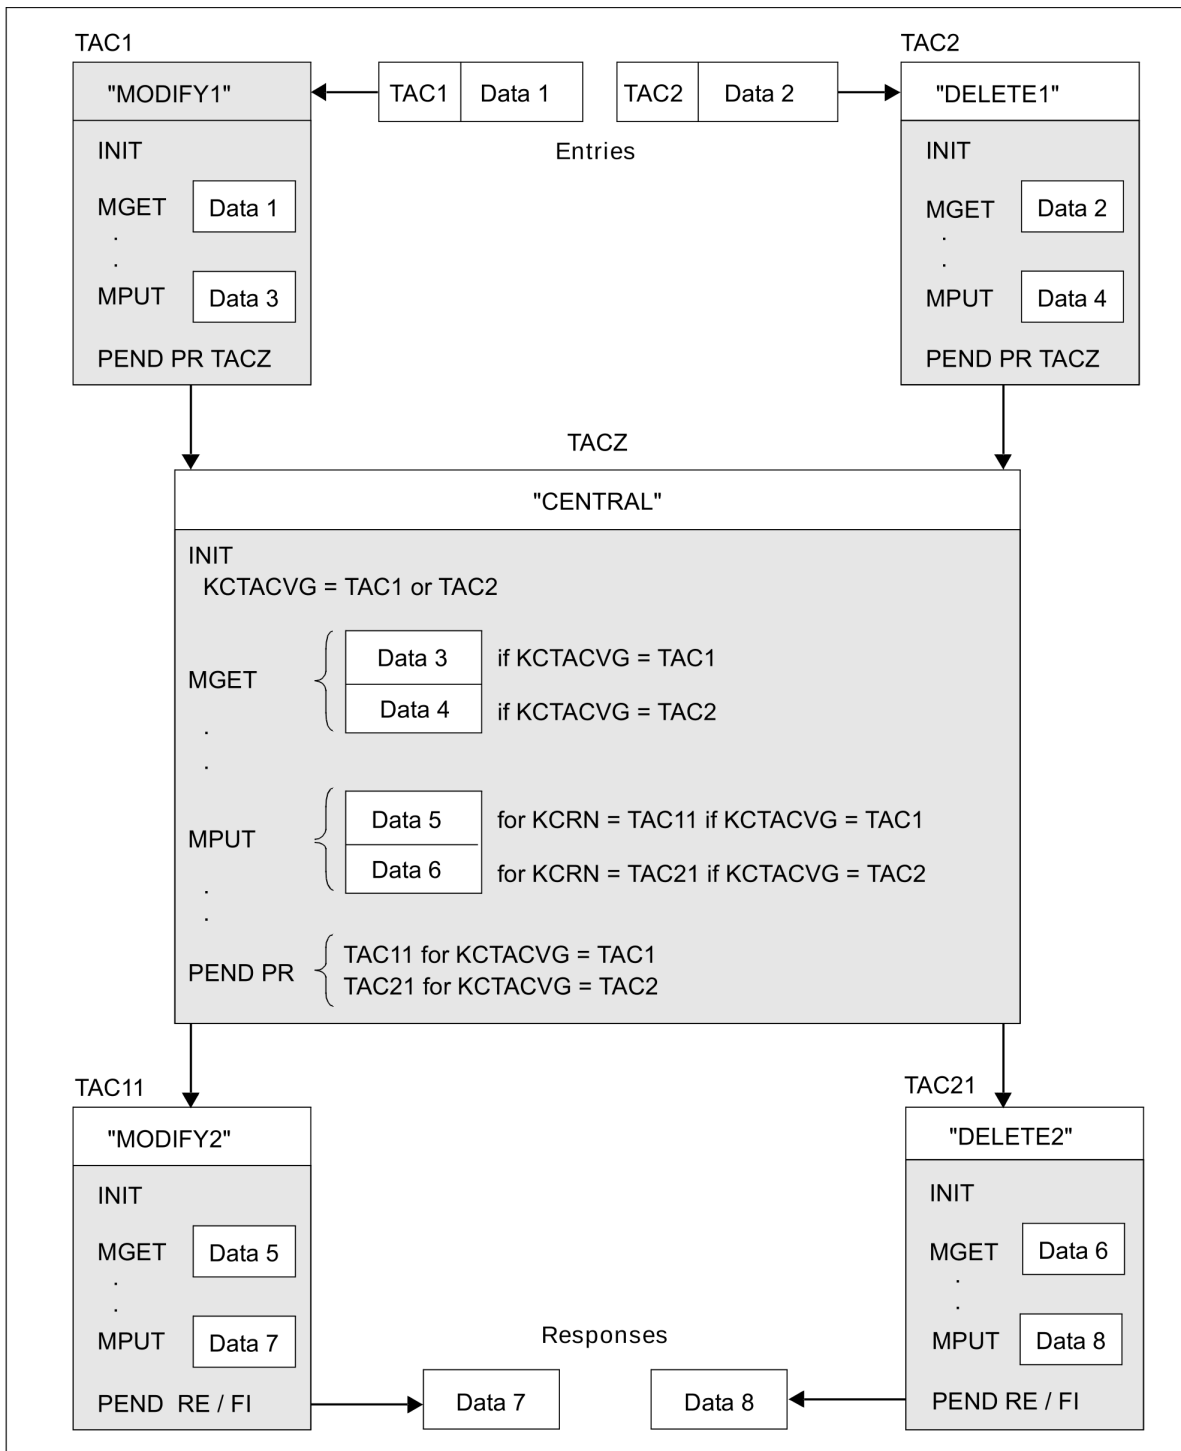 TAC1
TAC2
"MODIFY1"
TAC1 Data 1
TAC2 Data 2
"DELETE1"
Entries
INIT
MGET Data 1
.
.
MPUT Data 3
PEND PR TACZ
INIT
MGET Data 2
.
.
MPUT Data 4
PEND PR TACZ
TACZ
"CENTRAL"
INIT
KCTACVG = TAC1 or TAC2
MGET
Data 3 if KCTACVG = TAC1
Data 4 if KCTACVG = TAC2
.
.
MPUT
Data 5 for KCRN = TAC11 if KCTACVG = TAC1
Data 6 for KCRN = TAC21 if KCTACVG = TAC2
.
.
PEND PR
TAC11 for KCTACVG = TAC1
TAC21 for KCTACVG = TAC2
TAC11
"MODIFY2"
INIT
MGET Data 5
.
.
MPUT Data 7
PEND RE / FI
TAC21
"DELETE2"
INIT
MGET Data 6
.
.
MPUT Data 8
PEND RE / FI
Responses
Data 7
Data 8